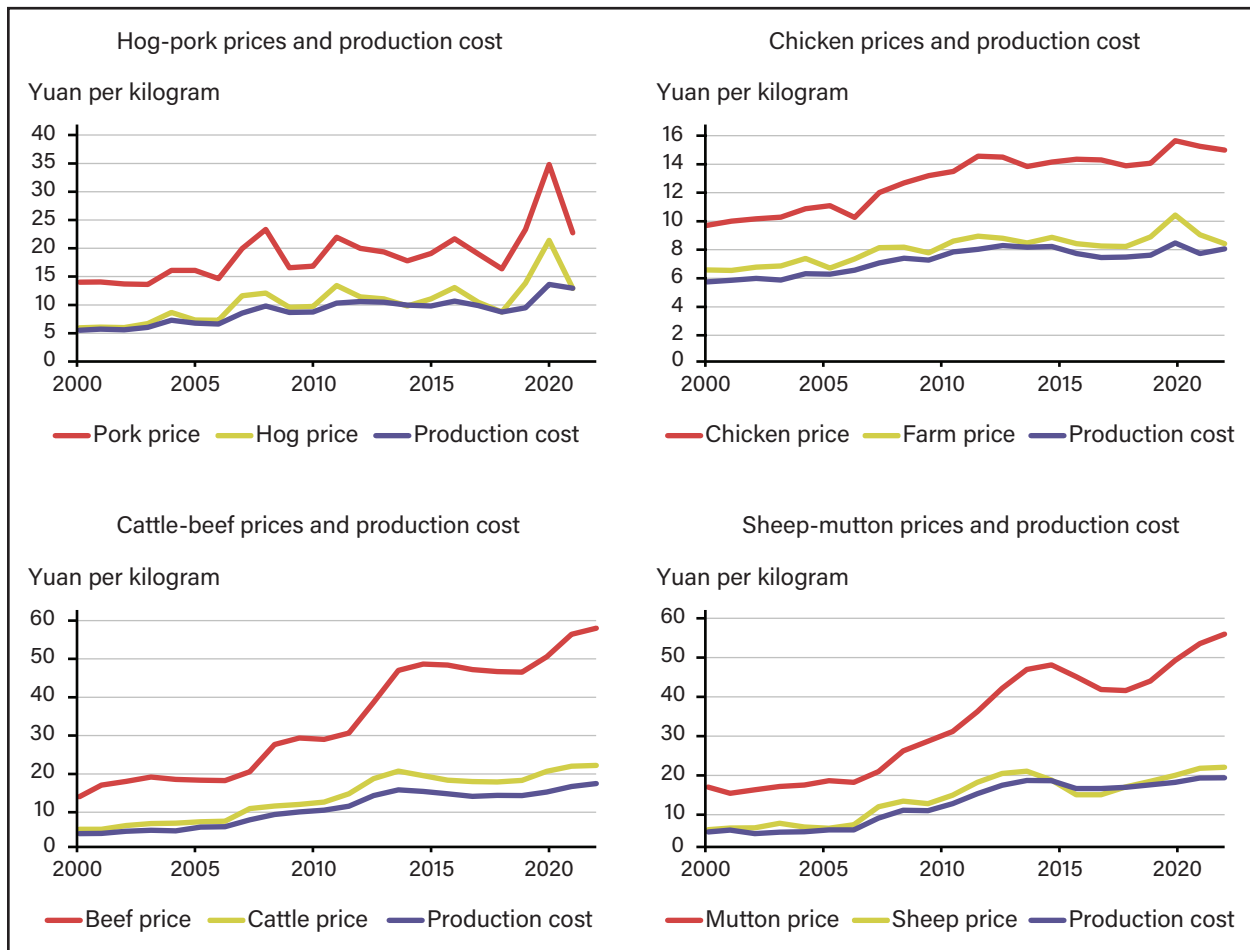 Hog-pork prices and production cost
Yuan per kilogram
40
35
30
25
20
15
10
5
0
2000 2005 2010 2015 2020
Pork price Hog price Production cost
Chicken prices and production cost
Yuan per kilogram
16
14
12
10
8
6
4
2
0
2000 2005 2010 2015 2020
Chicken price Farm price Production cost
Cattle-beef prices and production cost
Yuan per kilogram
60
50
40
30
20
10
0
2000 2005 2010 2015 2020
Beef price Cattle price Production cost
Sheep-mutton prices and production cost
Yuan per kilogram
60
50
40
30
20
10
0
2000 2005 2010 2015 2020
Mutton price Sheep price Production cost